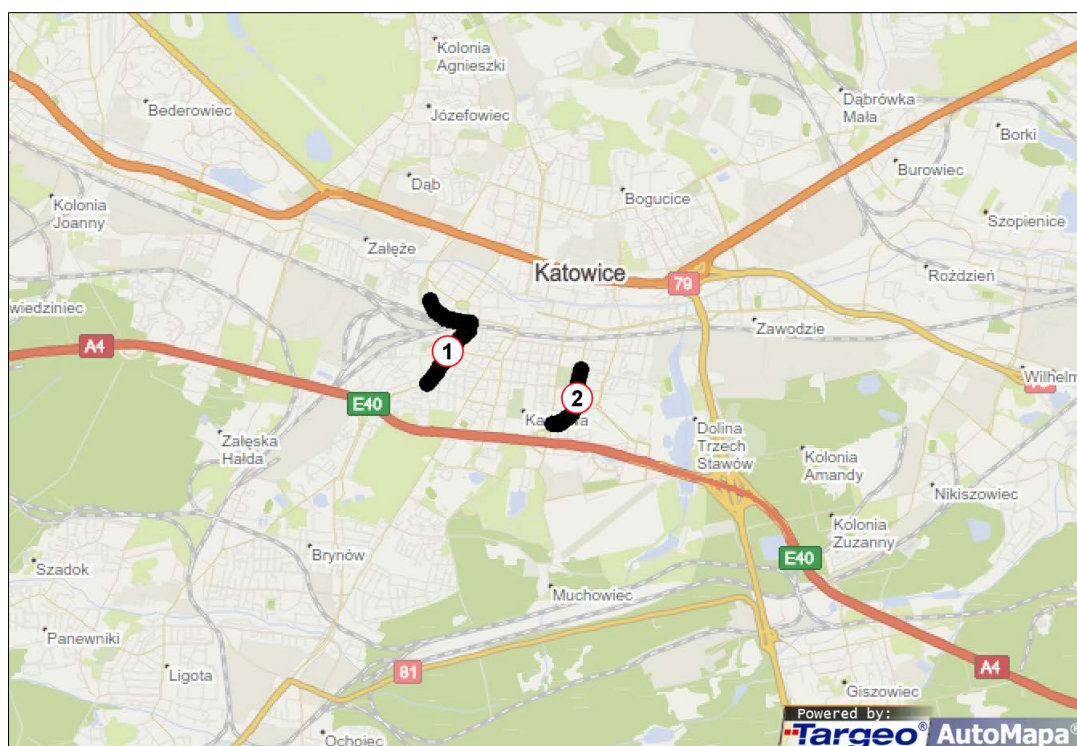 Kolonia
Agnieszki
Dąbrówka
Mała
Bederowiec
Józefowiec
Borki
Burowiec
Dąb
Bogucice
Kolonia
Joanny
Szopienice
Załęże
Katowice
Roździeń
79
wiedziniec
Zawodzie
A4
1
Wilhelm
E40
2
Załęska
Hałda
Dolina
Trzech
Stawów
Kolonia
Amandy
Nikiszowiec
Kolonia
Zuzanny
Brynów
E40
Szadok
Muchowiec
Panewniki
Ligota
81
A4
Giszowiec
Powered by:
Targeo® AutoMapa®
Ochojec